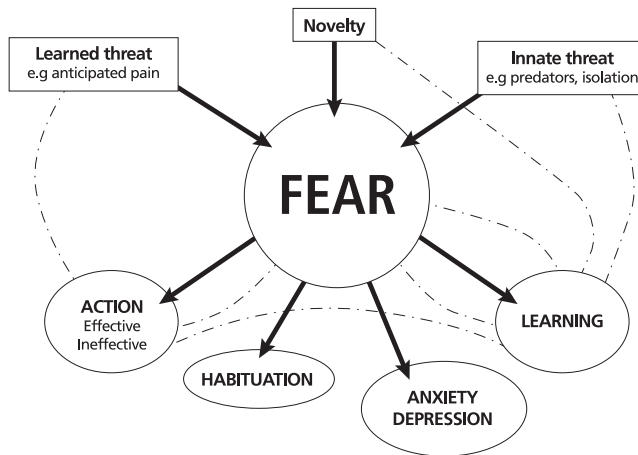 Novelty
Learned threat
e.g anticipated pain
Innate threat
e.g predators, isolation
FEAR
ACTION
Effective
Ineffective
LEARNING
HABITUATION
ANXIETY
DEPRESSION